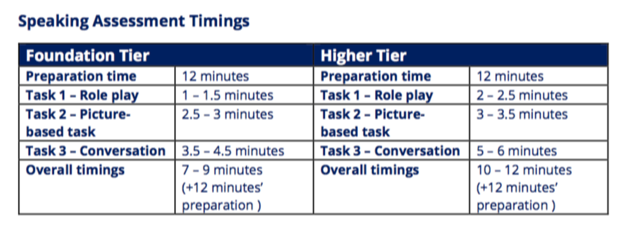 Speaking Assessment Timings
Foundation Tier Higher Tier
Preparation time 12 minutes Preparation time 12 minutes
Task 1 – Role play 1 – 1.5 minutes Task 1 – Role play 2 – 2.5 minutes
Task 2 – Picture- 2.5 – 3 minutes Task 2 – Picture- 3 – 3.5 minutes
based task based task
Task 3 – Conversation 3.5 – 4.5 minutes Task 3 – Conversation 5 – 6 minutes
Overall timings 7 – 9 minutes Overall timings 10 – 12 minutes
(+12 minutes’ (+12 minutes’
preparation ) preparation )